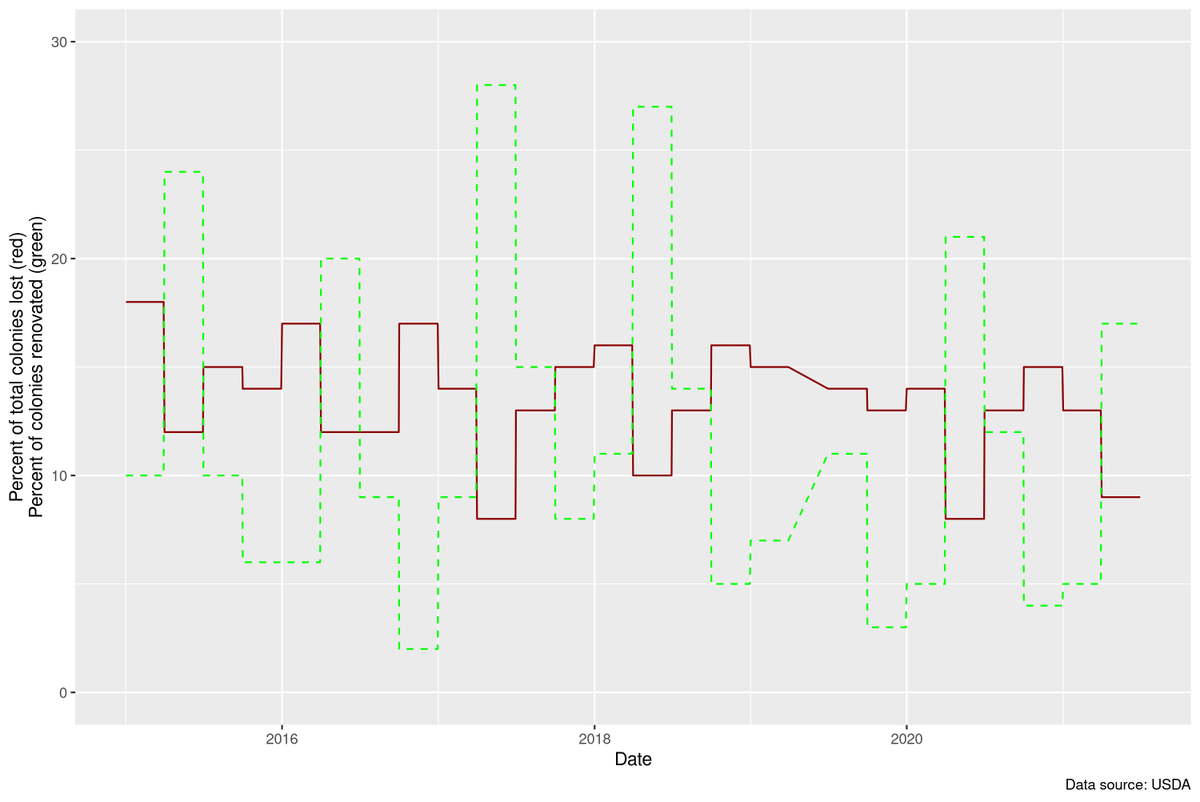 Percent of total colonies lost (red)
Percent of colonies renovated (green)
30
20
10
0
2016
2018
2020
Date
Data source: USDA